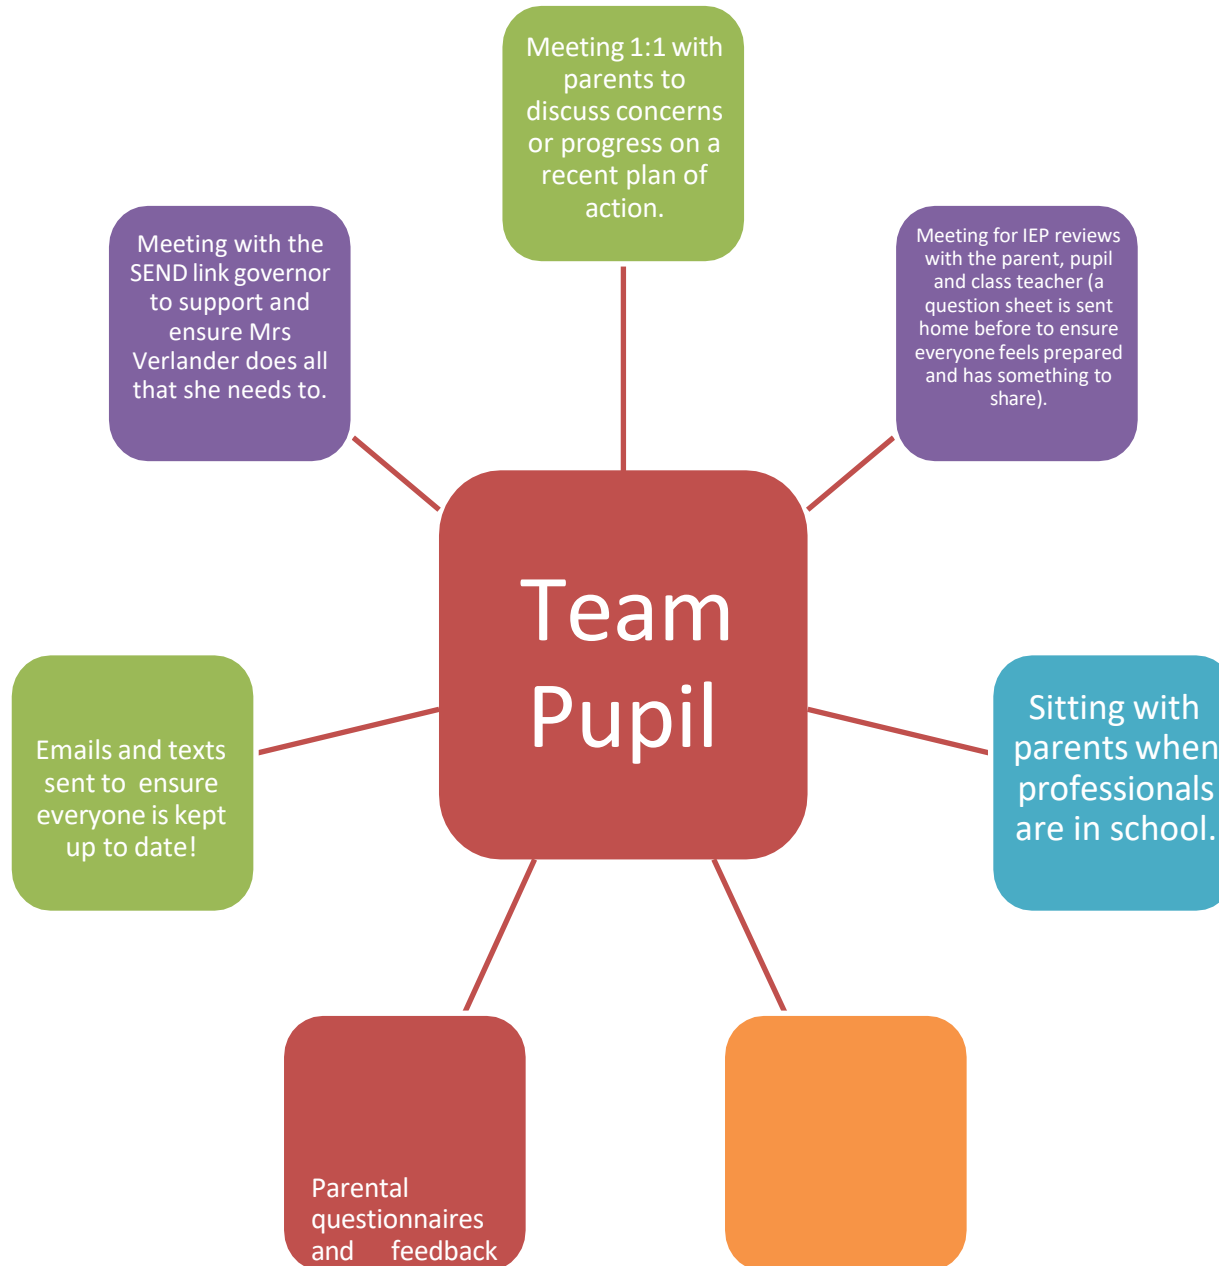 Meeting 1:1 with
parents to
discuss concerns
or progress on a
recent plan of
action.
Meeting with the
SEND link governor
to support and
ensure Mrs
Verlander does all
that she needs to.
Meeting for IEP reviews
with the parent, pupil
and class teacher (a
question sheet is sent
home before to ensure
everyone feels prepared
and has something to
share).
Team
Pupil
Emails and texts
sent to ensure
everyone is kept
up to date!
Sitting with
parents when
professionals
are in school.
Parental
questionnaires
and feedback